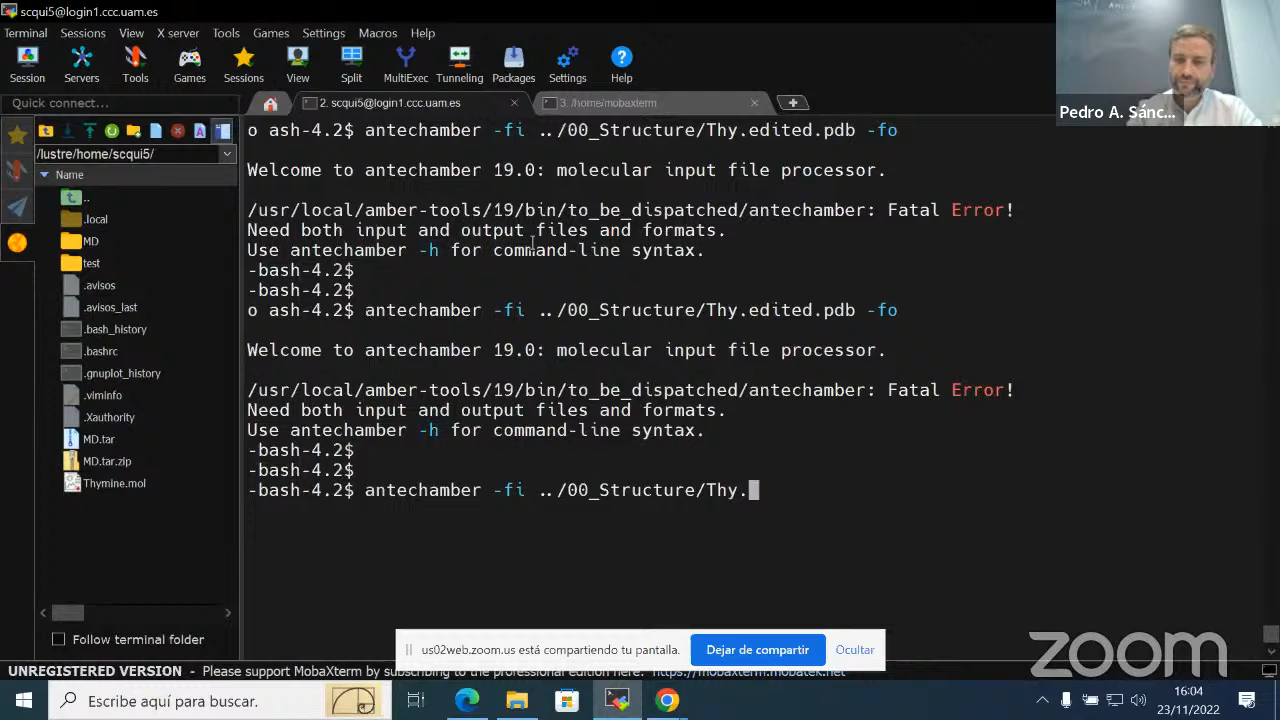 scqui5@login1.ccc.uam.es
Terminal Sessions View X server Tools Games Settings Macros Help
Session Servers Tools Games Sessions View Split MultiExec Tunneling Packages Settings Help
Quick connect...
2. scqui5@login1.ccc.uam.es
3. /home/mobaxterm
Pedro A. Sánc...
/lustre/home/scqui5/
Name
..
.local
MD
test
.avisos
.avisos_last
.bash_history
.bashrc
.gnuplot_history
.viminfo
.Xauthority
MD.tar
MD.tar.zip
Thymine.mol
Follow terminal folder
o ash-4.2$ antechamber -fi ../00_Structure/Thy.edited.pdb -fo
Welcome to antechamber 19.0: molecular input file processor.
/usr/local/amber-tools/19/bin/to_be_dispatched/antechamber: Fatal Error!
Need both input and output files and formats.
Use antechamber -h for command-line syntax.
-bash-4.2$
-bash-4.2$
o ash-4.2$ antechamber -fi ../00_Structure/Thy.edited.pdb -fo
Welcome to antechamber 19.0: molecular input file processor.
/usr/local/amber-tools/19/bin/to_be_dispatched/antechamber: Fatal Error!
Need both input and output files and formats.
Use antechamber -h for command-line syntax.
-bash-4.2$
-bash-4.2$
-bash-4.2$ antechamber -fi ../00_Structure/Thy.
us02web.zoom.us está compartiendo tu pantalla. Dejar de compartir Ocultar
zoom
UNREGISTERED VERSION - Please support MobaXterm by subscribing to the professional edition here: https://mobaxterm.mobatek.net
Escribe aquí para buscar.
16:04
23/11/2022